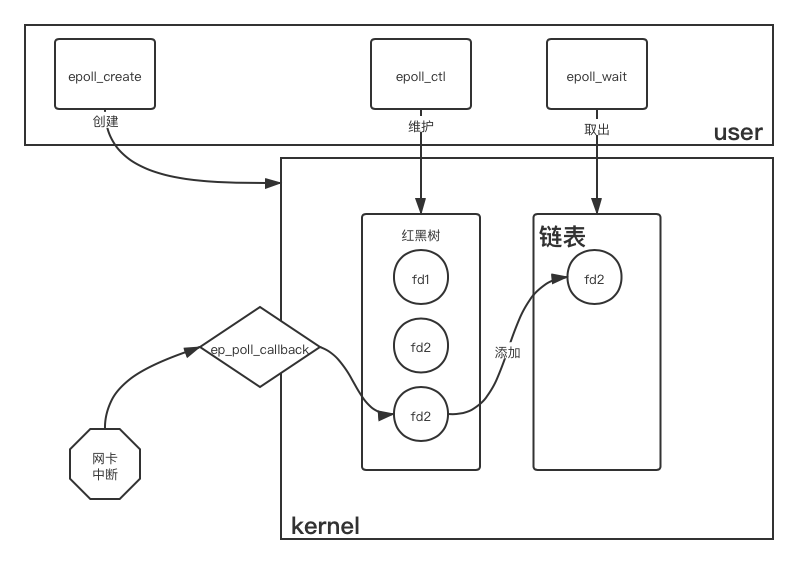 epoll_create
epoll_ctl
epoll_wait
创建
维护
取出
user
红黑树
链表
fd1
fd2
ep_poll_callback
fd2
添加
fd2
网卡
中断
kernel